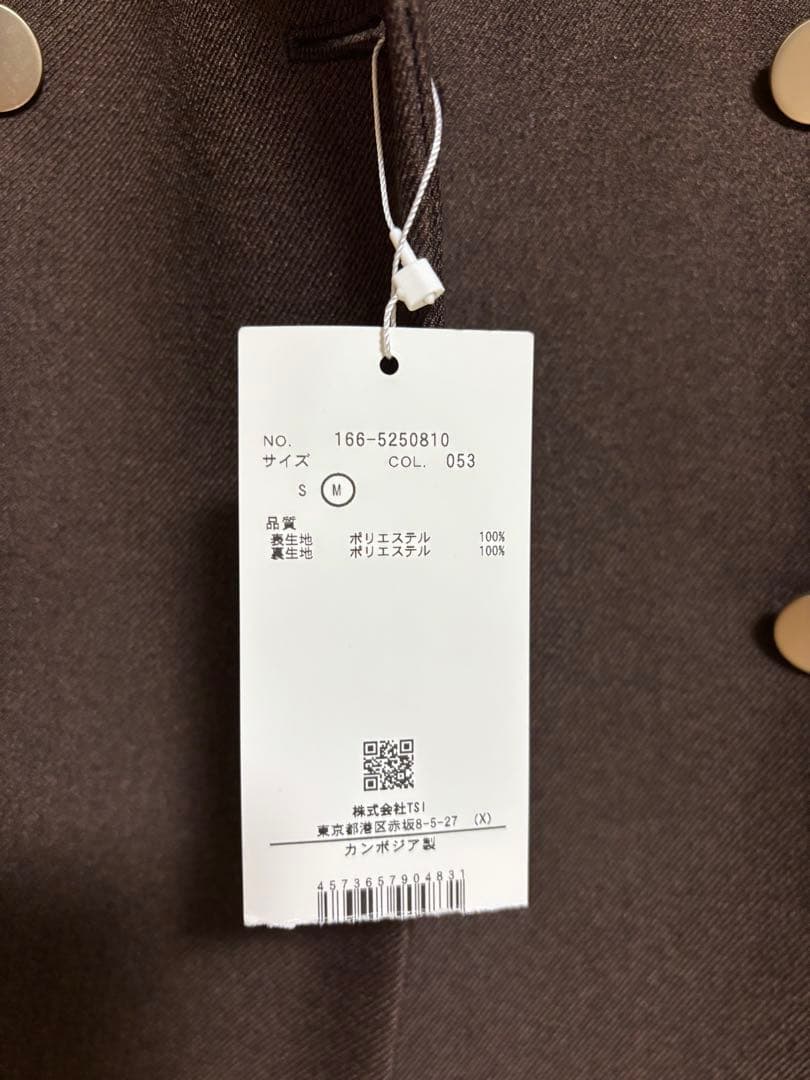 NO. 166-5250810
サイズ COL. 053
S M
品質
表生地 ポリエステル 100%
裏生地 ポリエステル 100%
株式会社TSI
東京都港区赤坂8-5-27 (X)
カンボジア製
4573657904831